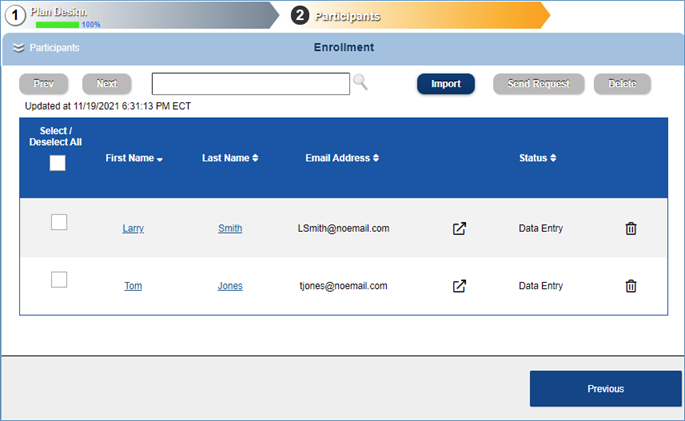 1 Plan Design
100%
2 Participants
Participants
Enrollment
Prev Next Import Send Request Delete
Updated at 11/19/2021 6:31:13 PM ECT
Select /
Deselect All
First Name Last Name Email Address Status
Larry Smith LSmith@noemail.com Data Entry
Tom Jones tjones@noemail.com Data Entry
Previous